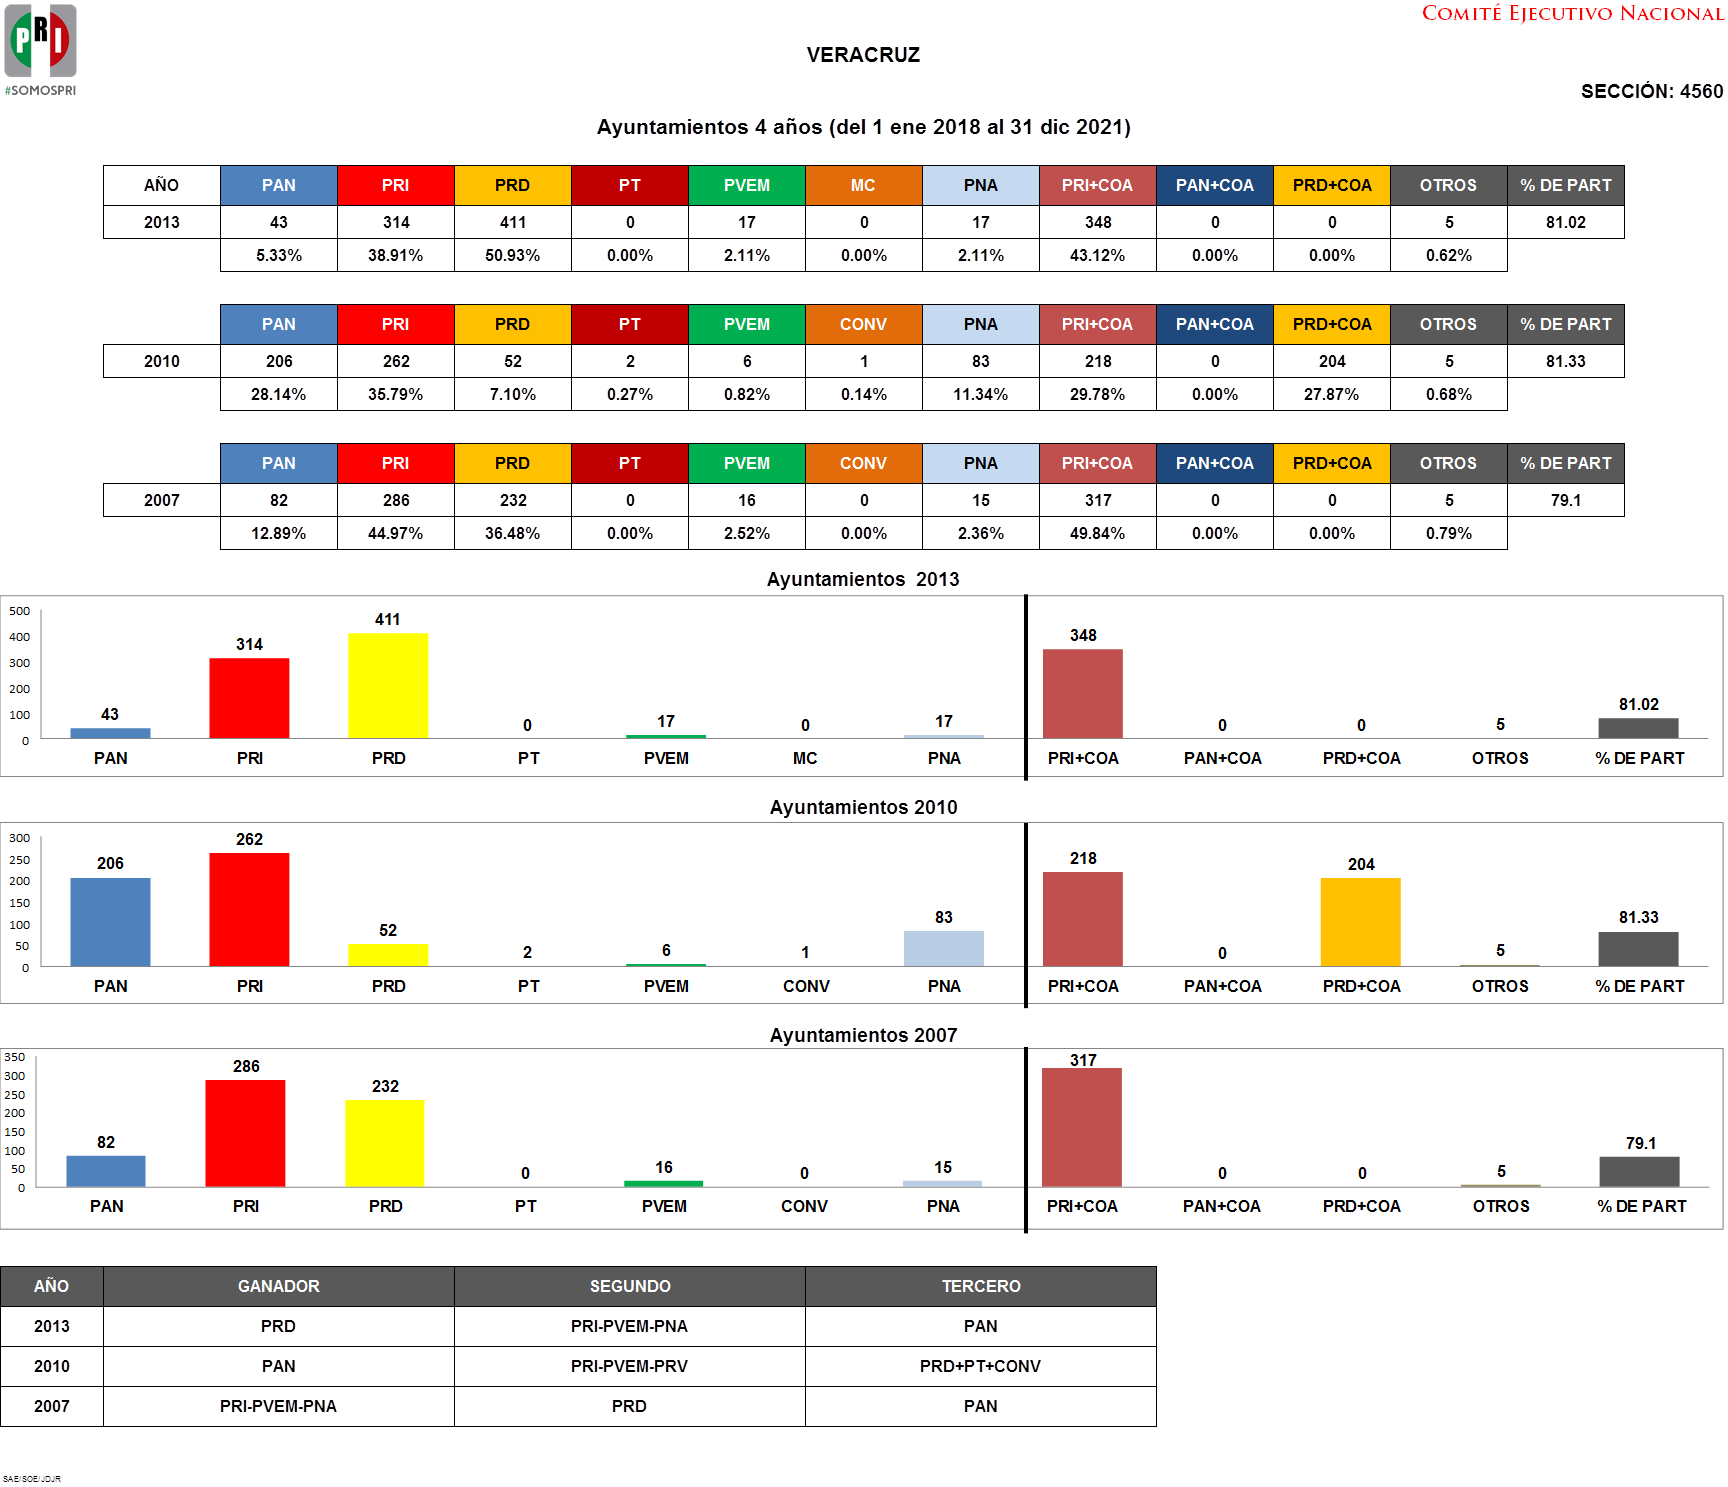 PRI
#SOMOSPRI
COMITÉ EJECUTIVO NACIONAL
VERACRUZ
SECCIÓN: 4560
Ayuntamientos 4 años (del 1 ene 2018 al 31 dic 2021)
AÑO PAN PRI PRD PT PVEM MC PNA PRI+COA PAN+COA PRD+COA OTROS % DE PART
2013 43 314 411 0 17 0 17 348 0 0 5 81.02
5.33% 38.91% 50.93% 0.00% 2.11% 0.00% 2.11% 43.12% 0.00% 0.00% 0.62%
PAN PRI PRD PT PVEM CONV PNA PRI+COA PAN+COA PRD+COA OTROS % DE PART
2010 206 262 52 2 6 1 83 218 0 204 5 81.33
28.14% 35.79% 7.10% 0.27% 0.82% 0.14% 11.34% 29.78% 0.00% 27.87% 0.68%
PAN PRI PRD PT PVEM CONV PNA PRI+COA PAN+COA PRD+COA OTROS % DE PART
2007 82 286 232 0 16 0 15 317 0 0 5 79.1
12.89% 44.97% 36.48% 0.00% 2.52% 0.00% 2.36% 49.84% 0.00% 0.00% 0.79%
Ayuntamientos 2013
500
400
300
200
100
0
43 314 411 0 17 0 17 348 0 0 5 81.02
PAN PRI PRD PT PVEM MC PNA PRI+COA PAN+COA PRD+COA OTROS % DE PART
Ayuntamientos 2010
300
250
200
150
100
50
0
206 262 52 2 6 1 83 218 0 204 5 81.33
PAN PRI PRD PT PVEM CONV PNA PRI+COA PAN+COA PRD+COA OTROS % DE PART
Ayuntamientos 2007
350
300
250
200
150
100
50
0
82 286 232 0 16 0 15 317 0 0 5 79.1
PAN PRI PRD PT PVEM CONV PNA PRI+COA PAN+COA PRD+COA OTROS % DE PART
AÑO GANADOR SEGUNDO TERCERO
2013 PRD PRI-PVEM-PNA PAN
2010 PAN PRI-PVEM-PRV PRD+PT+CONV
2007 PRI-PVEM-PNA PRD PAN
SAE/SOE/JDJR